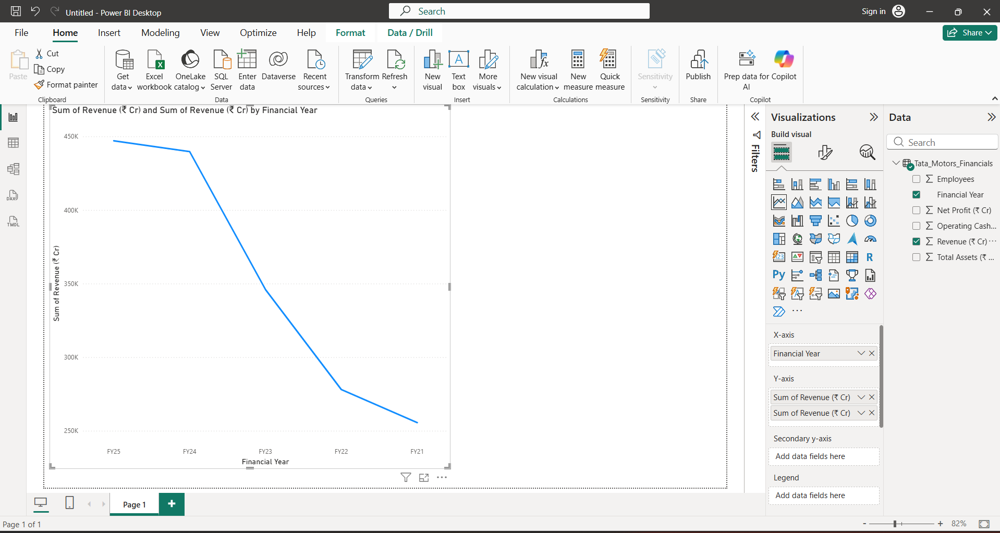 Untitled - Power BI Desktop
Search
Sign in
File Home Insert Modeling View Optimize Help Format Data / Drill
Share
Paste
Cut
Copy
Format painter
Clipboard
Get data
Excel workbook
OneLake catalog
SQL Server
Enter data
Dataverse
Recent sources
Data
Transform data
Refresh
Queries
New visual
Text box
More visuals
Insert
New visual calculation
New measure
Quick measure
Calculations
Sensitivity
Sensitivity
Publish
Share
Prep data for AI
Copilot
Copilot
DAX
TMDL
Sum of Revenue (₹ Cr) and Sum of Revenue (₹ Cr) by Financial Year
Sum of Revenue (₹ Cr)
450K
400K
350K
300K
250K
FY25 FY24 FY23 FY22 FY21
Financial Year
Filters
Visualizations
Build visual
123
R
Py
X-axis
Financial Year
Y-axis
Sum of Revenue (₹ Cr)
Sum of Revenue (₹ Cr)
Secondary y-axis
Add data fields here
Legend
Add data fields here
Data
Search
Tata_Motors_Financials
Employees
Financial Year
Net Profit (₹ Cr)
Operating Cash...
Revenue (₹ Cr) ...
Total Assets (₹ ...
Page 1
Page 1 of 1
- + 82%